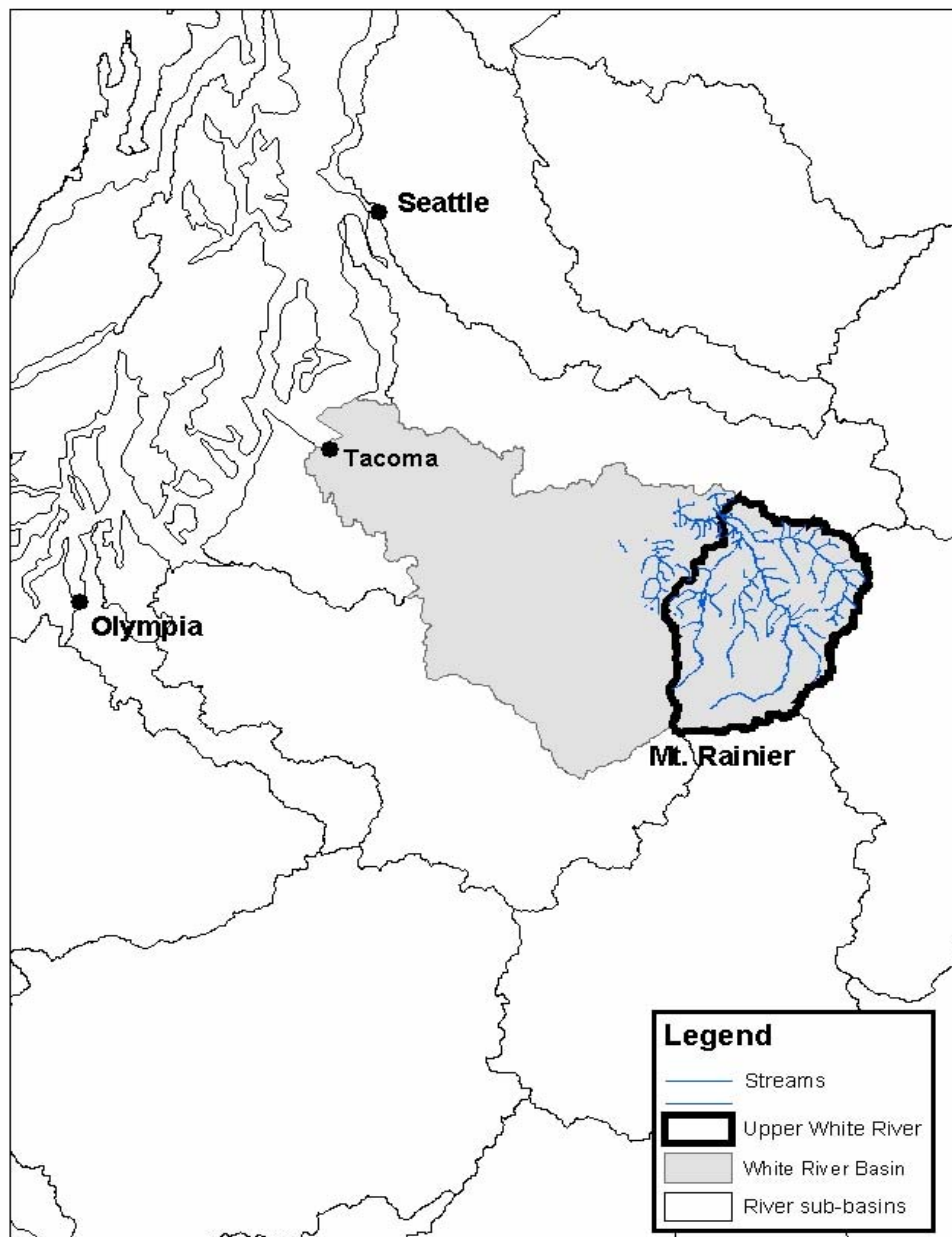 Seattle
Tacoma
Olympia
Mt. Rainier
Legend
Streams
Upper White River
White River Basin
River sub-basins